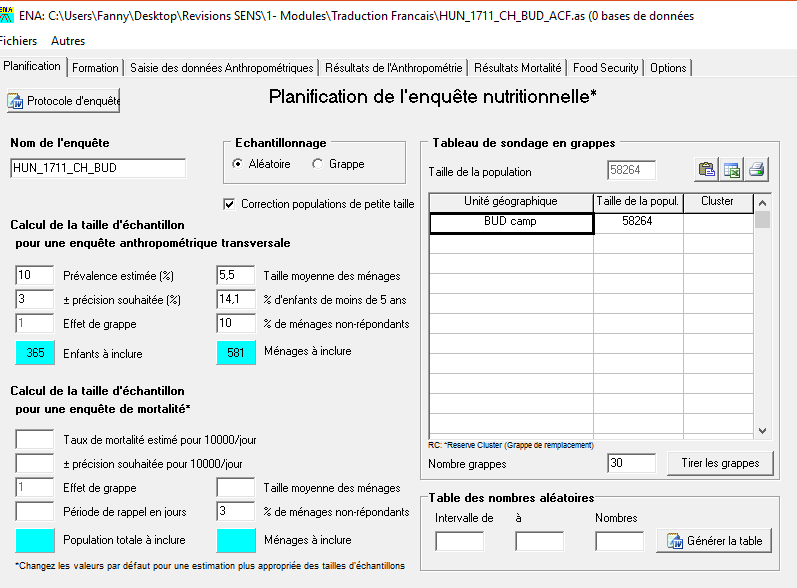 ENA: C:\Users\Fanny\Desktop\Revisions SENS\1- Modules\Traduction Francais\HUN_1711_CH_BUD_ACF.as (0 bases de données
Fichiers Autres
Planification Formation Saisie des données Anthropométriques Résultats de l'Anthropométrie Résultats Mortalité Food Security Options
Protocole d'enquête
Planification de l'enquête nutritionnelle*
Nom de l'enquête
HUN_1711_CH_BUD
Echantillonnage
Aléatoire Grappe
Correction populations de petite taille
Calcul de la taille d'échantillon
pour une enquête anthropométrique transversale
10 Prévalence estimée (%) 5,5 Taille moyenne des ménages
3 ± précision souhaitée (%) 14,1 % d'enfants de moins de 5 ans
1 Effet de grappe 10 % de ménages non-répondants
365 Enfants à inclure 581 Ménages à inclure
Calcul de la taille d'échantillon
pour une enquête de mortalité*
Taux de mortalité estimé pour 10000/jour
± précision souhaitée pour 10000/jour
1 Effet de grappe Taille moyenne des ménages
Période de rappel en jours 3 % de ménages non-répondants
Population totale à inclure Ménages à inclure
*Changez les valeurs par défaut pour une estimation plus appropriée des tailles d'échantillons
Tableau de sondage en grappes
Taille de la population 58264
Unité géographique Taille de la popul. Cluster
BUD camp 58264
RC: *Reserve Cluster (Grappe de remplacement)
Nombre grappes 30 Tirer les grappes
Table des nombres aléatoires
Intervalle de à Nombres
Générer la table